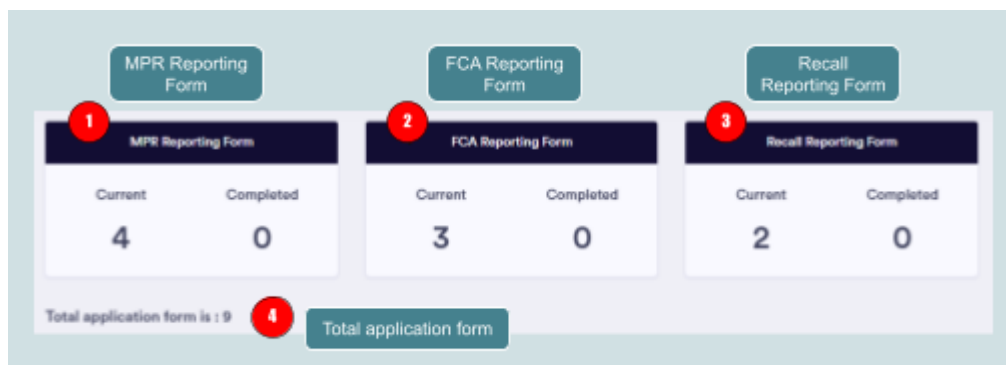 MPR Reporting
Form
FCA Reporting
Form
Recall
Reporting Form
1
2
3
MPR Reporting Form
FCA Reporting Form
Recall Reporting Form
Current Completed
Current Completed
Current Completed
4 0
3 0
2 0
Total application form is : 9
4
Total application form